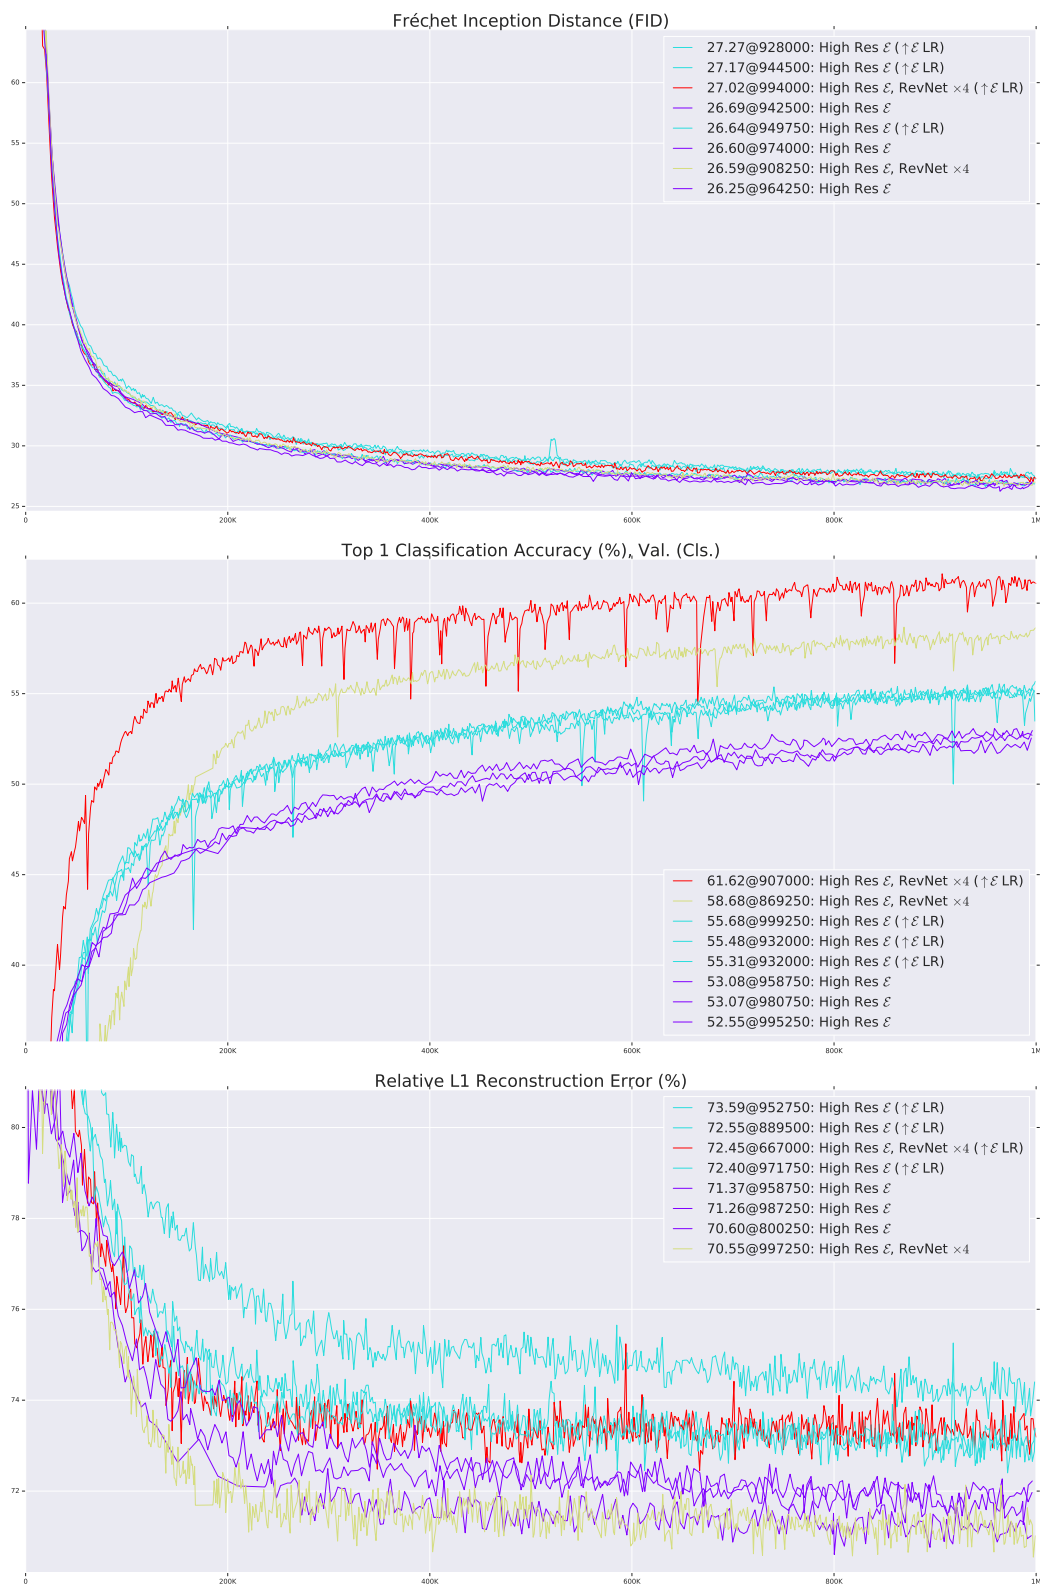 Fréchet Inception Distance (FID)
27.27@928000: High Res ℰ (↑ℰ LR)
27.17@944500: High Res ℰ (↑ℰ LR)
27.02@994000: High Res ℰ, RevNet ×4 (↑ℰ LR)
26.69@942500: High Res ℰ
26.64@949750: High Res ℰ (↑ℰ LR)
26.60@974000: High Res ℰ
26.59@908250: High Res ℰ, RevNet ×4
26.25@964250: High Res ℰ
60
55
50
45
40
35
30
25
0 200K 400K 600K 800K 1M
Top 1 Classification Accuracy (%), Val. (Cls.)
60
55
50
45
40
61.62@907000: High Res ℰ, RevNet ×4 (↑ℰ LR)
58.68@869250: High Res ℰ, RevNet ×4
55.68@999250: High Res ℰ (↑ℰ LR)
55.48@932000: High Res ℰ (↑ℰ LR)
55.31@932000: High Res ℰ (↑ℰ LR)
53.08@958750: High Res ℰ
53.07@980750: High Res ℰ
52.55@995250: High Res ℰ
0 200K 400K 600K 800K 1M
Relative L1 Reconstruction Error (%)
73.59@952750: High Res ℰ (↑ℰ LR)
72.55@889500: High Res ℰ (↑ℰ LR)
72.45@667000: High Res ℰ, RevNet ×4 (↑ℰ LR)
72.40@971750: High Res ℰ (↑ℰ LR)
71.37@958750: High Res ℰ
71.26@987250: High Res ℰ
70.60@800250: High Res ℰ
70.55@997250: High Res ℰ, RevNet ×4
80
78
76
74
72
0 200K 400K 600K 800K 1M